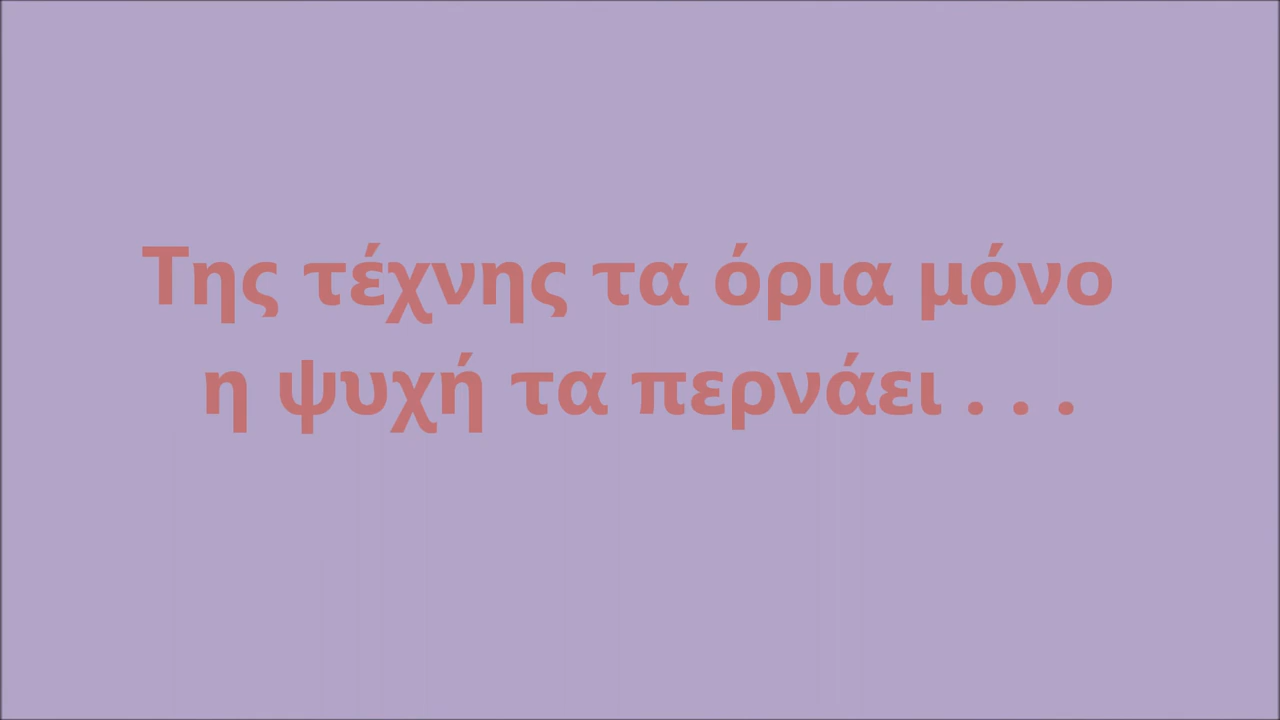 Της τέχνης τα όρια μόνο
η ψυχή τα περνάει . . .